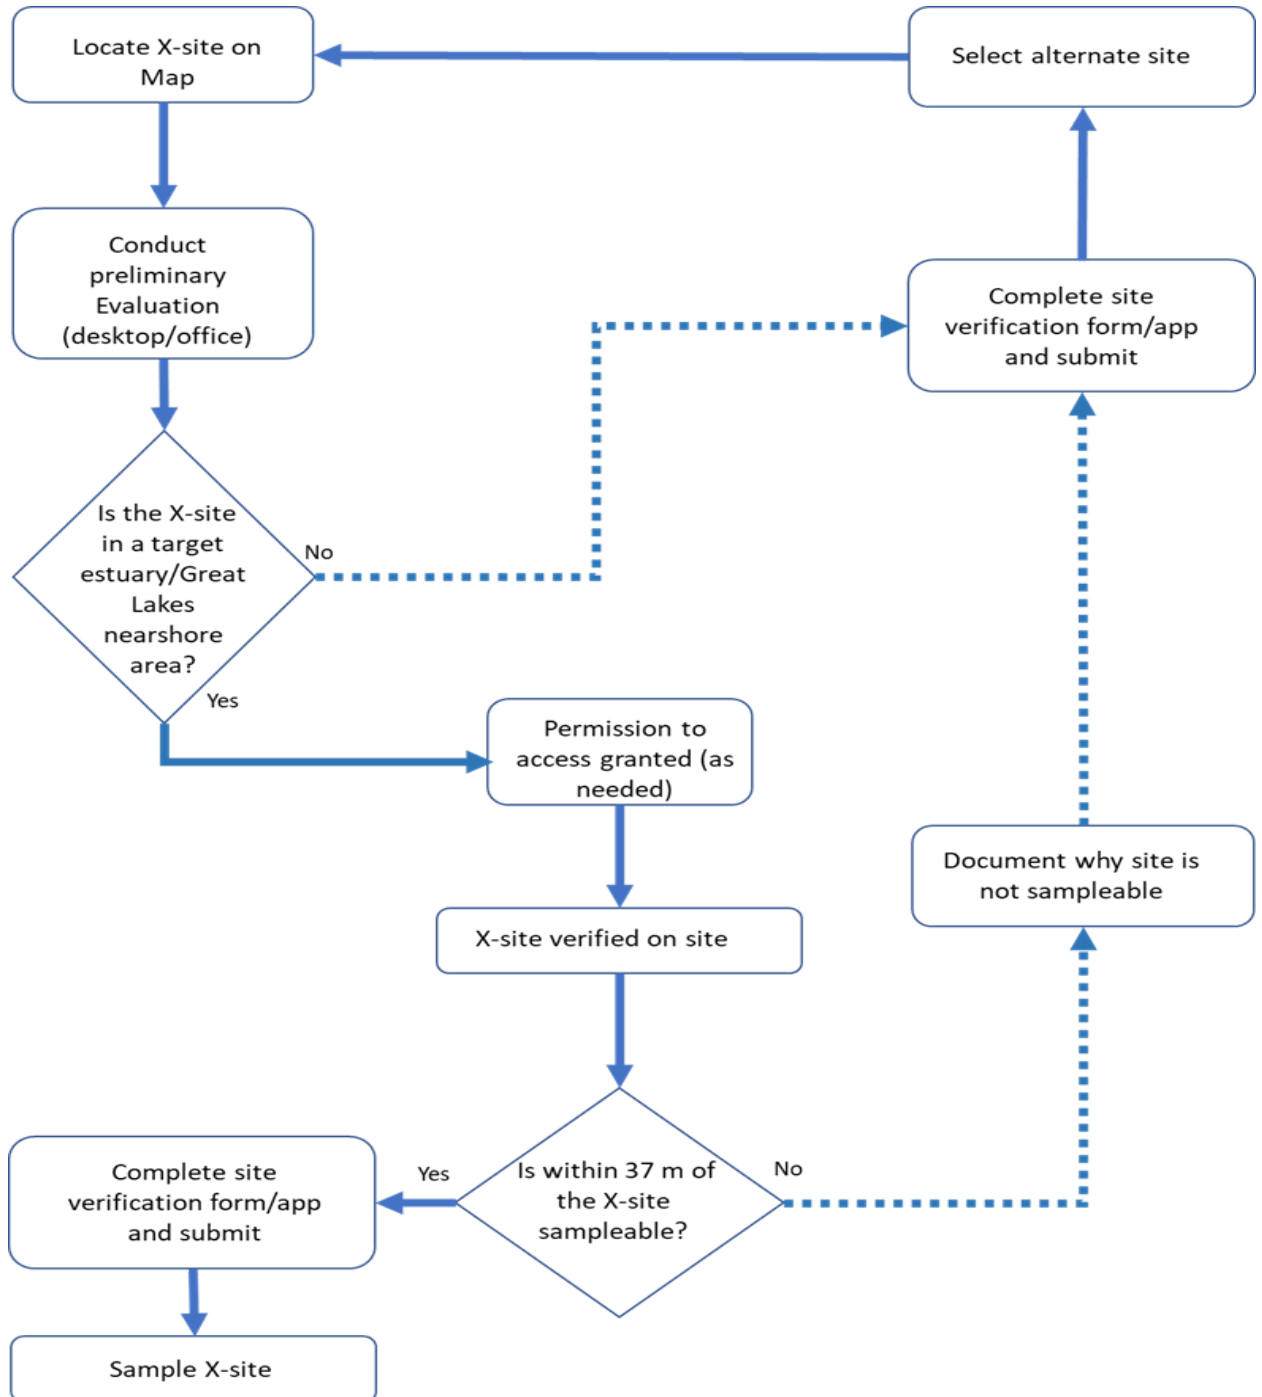 Locate X-site on
Map
Select alternate site
Conduct
preliminary
Evaluation
(desktop/office)
Complete site
verification form/app
and submit
Is the X-site
in a target
estuary/Great
Lakes
nearshore
area?
No
Yes
Permission to
access granted (as
needed)
Document why site is
not sampleable
X-site verified on site
Is within 37 m of
the X-site
sampleable?
Yes
No
Complete site
verification form/app
and submit
Sample X-site